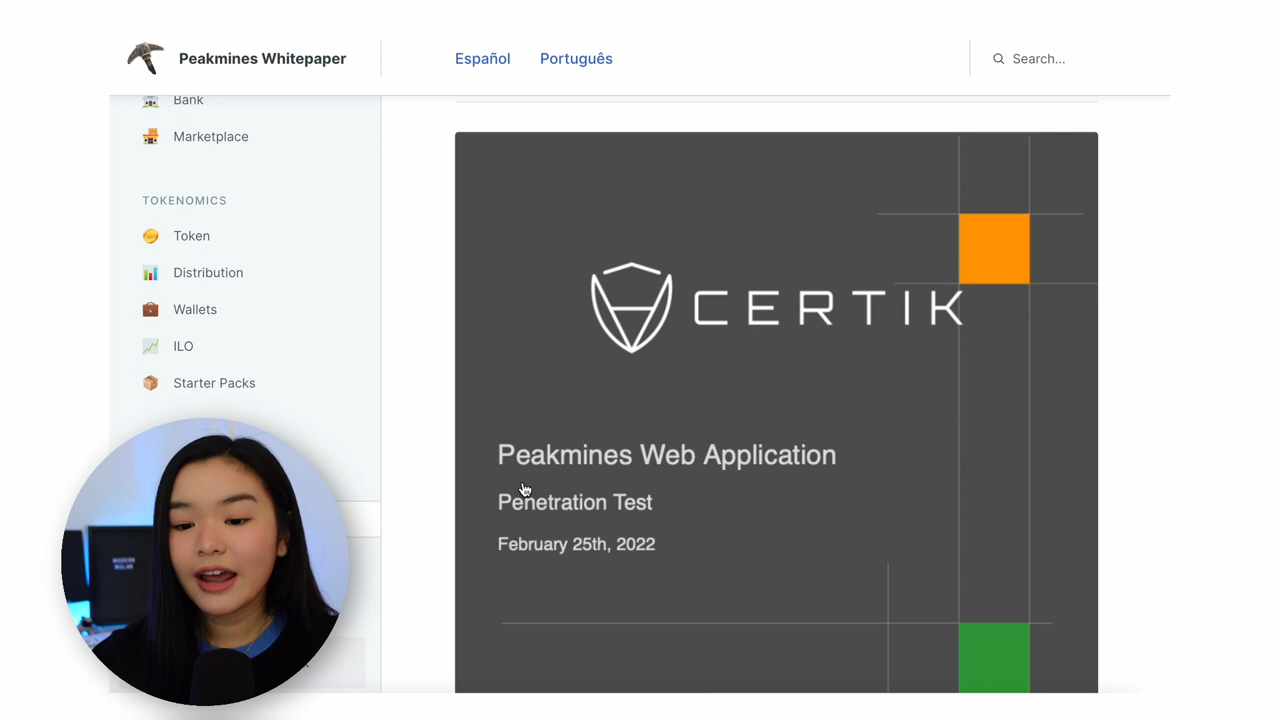 Peakmines Whitepaper
Español
Português
Search...
Bank
Marketplace
TOKENOMICS
Token
Distribution
Wallets
ILO
Starter Packs
CERTIK
Peakmines Web Application
Penetration Test
February 25th, 2022